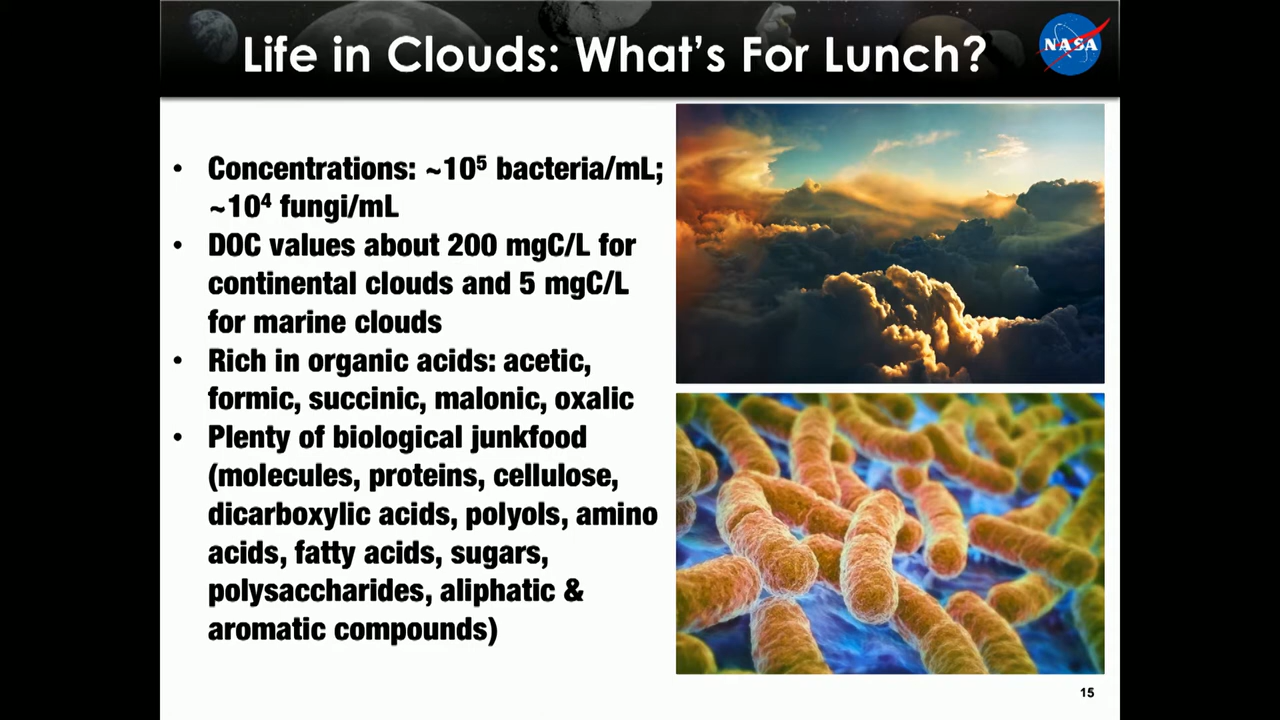 Life in Clouds: What's For Lunch?
NASA
• Concentrations: ~10⁵ bacteria/mL;
~10⁴ fungi/mL
• DOC values about 200 mgC/L for
continental clouds and 5 mgC/L
for marine clouds
• Rich in organic acids: acetic,
formic, succinic, malonic, oxalic
• Plenty of biological junkfood
(molecules, proteins, cellulose,
dicarboxylic acids, polyols, amino
acids, fatty acids, sugars,
polysaccharides, aliphatic &
aromatic compounds)
15